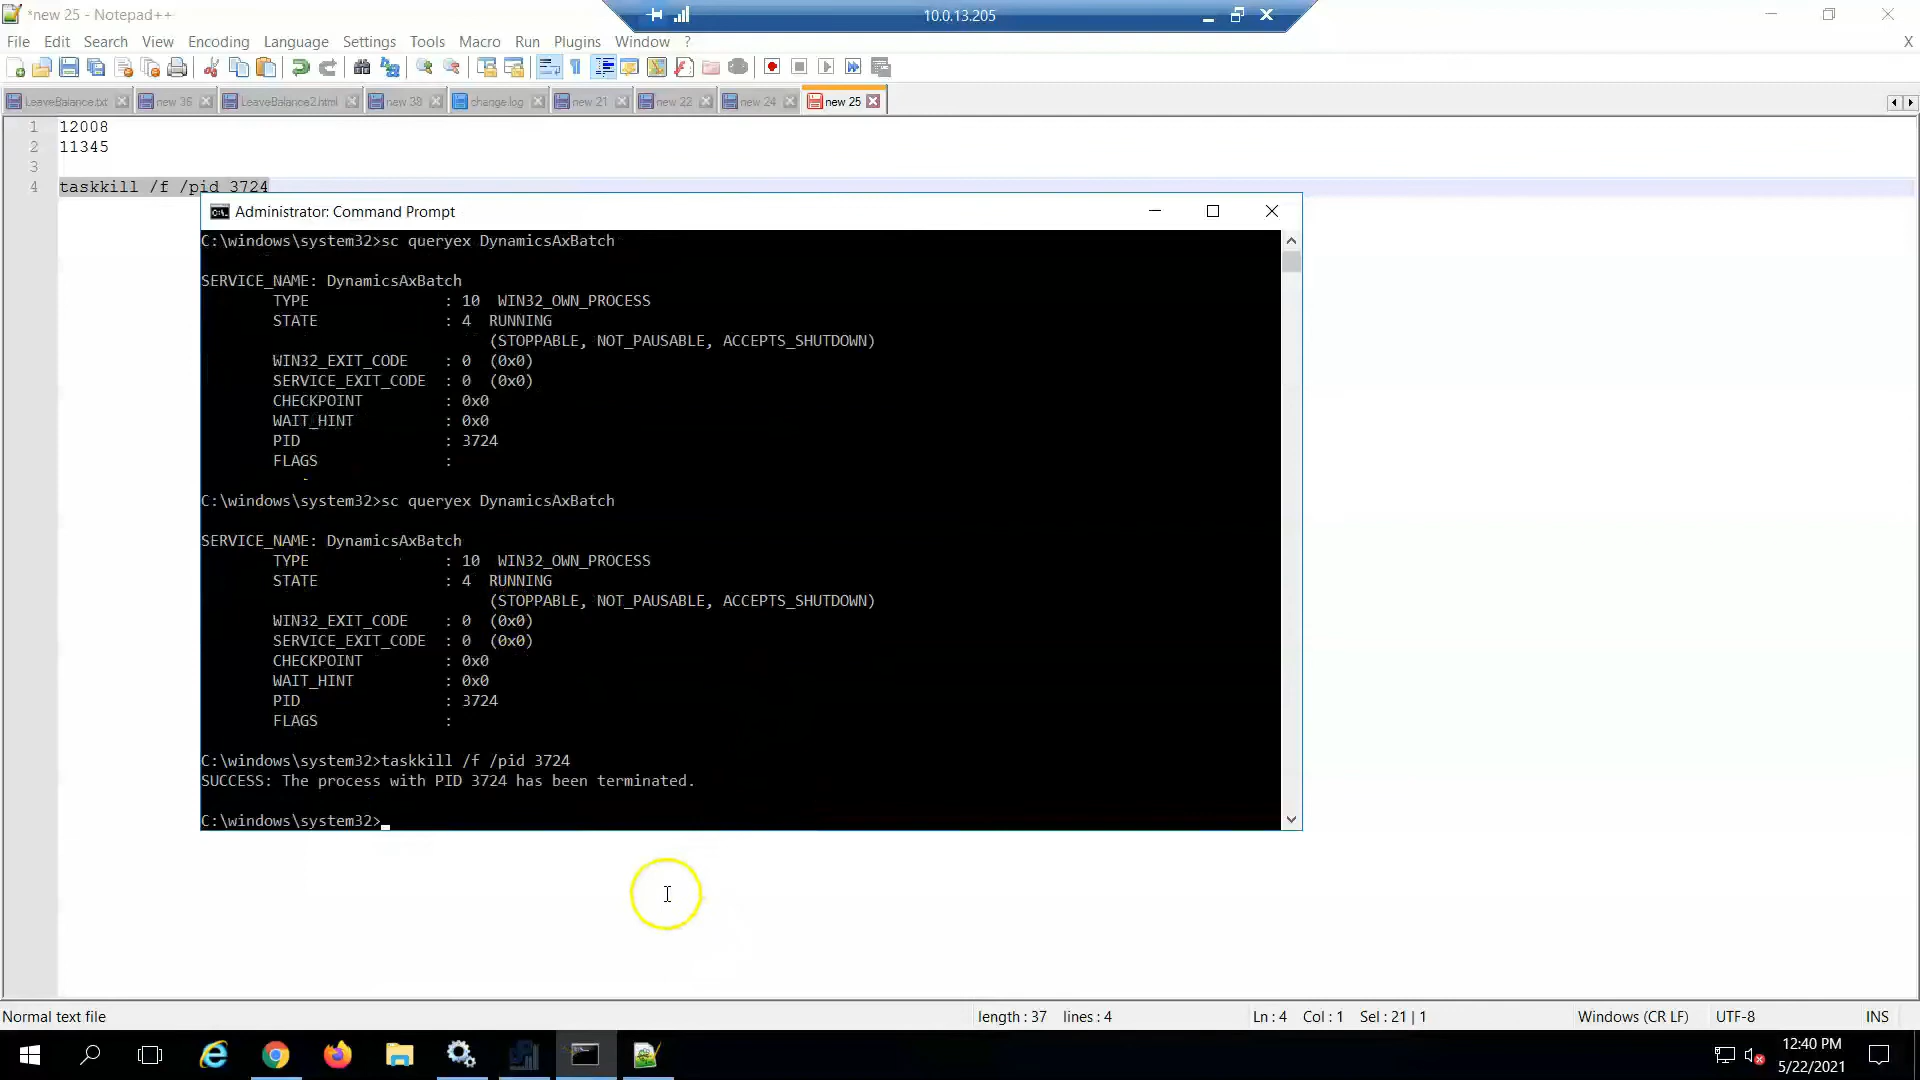 *new 25 - Notepad++
10.0.13.205
File Edit Search View Encoding Language Settings Tools Macro Run Plugins Window ?
X
LeaveBalance.txt new 36 LeaveBalance2.html new 38 change.log new 21 new 22 new 24 new 25
1 12008
2 11345
3
4 taskkill /f /pid 3724
Administrator: Command Prompt
C:\windows\system32>sc queryex DynamicsAxBatch
SERVICE_NAME: DynamicsAxBatch
TYPE : 10 WIN32_OWN_PROCESS
STATE : 4 RUNNING
(STOPPABLE, NOT_PAUSABLE, ACCEPTS_SHUTDOWN)
WIN32_EXIT_CODE : 0 (0x0)
SERVICE_EXIT_CODE : 0 (0x0)
CHECKPOINT : 0x0
WAIT_HINT : 0x0
PID : 3724
FLAGS :
C:\windows\system32>sc queryex DynamicsAxBatch
SERVICE_NAME: DynamicsAxBatch
TYPE : 10 WIN32_OWN_PROCESS
STATE : 4 RUNNING
(STOPPABLE, NOT_PAUSABLE, ACCEPTS_SHUTDOWN)
WIN32_EXIT_CODE : 0 (0x0)
SERVICE_EXIT_CODE : 0 (0x0)
CHECKPOINT : 0x0
WAIT_HINT : 0x0
PID : 3724
FLAGS :
C:\windows\system32>taskkill /f /pid 3724
SUCCESS: The process with PID 3724 has been terminated.
C:\windows\system32>
Normal text file length : 37 lines : 4 Ln : 4 Col : 1 Sel : 21 | 1 Windows (CR LF) UTF-8 INS
12:40 PM
5/22/2021